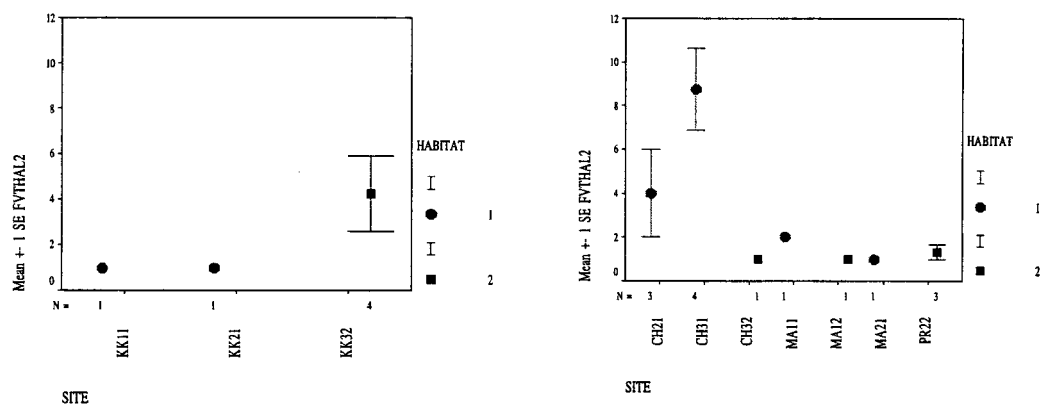 12
10
8
6
4
2
0
Mean +- 1 SE FVTHAL2
N = 1 1 4
KK11 KK21 KK32
SITE
HABITAT
1
2
12
10
8
6
4
2
0
Mean +- 1 SE FVTHAL2
N = 3 4 1 1 1 1 3
CH21 CH31 CH32 MA11 MA12 MA21 PR22
SITE
HABITAT
1
2